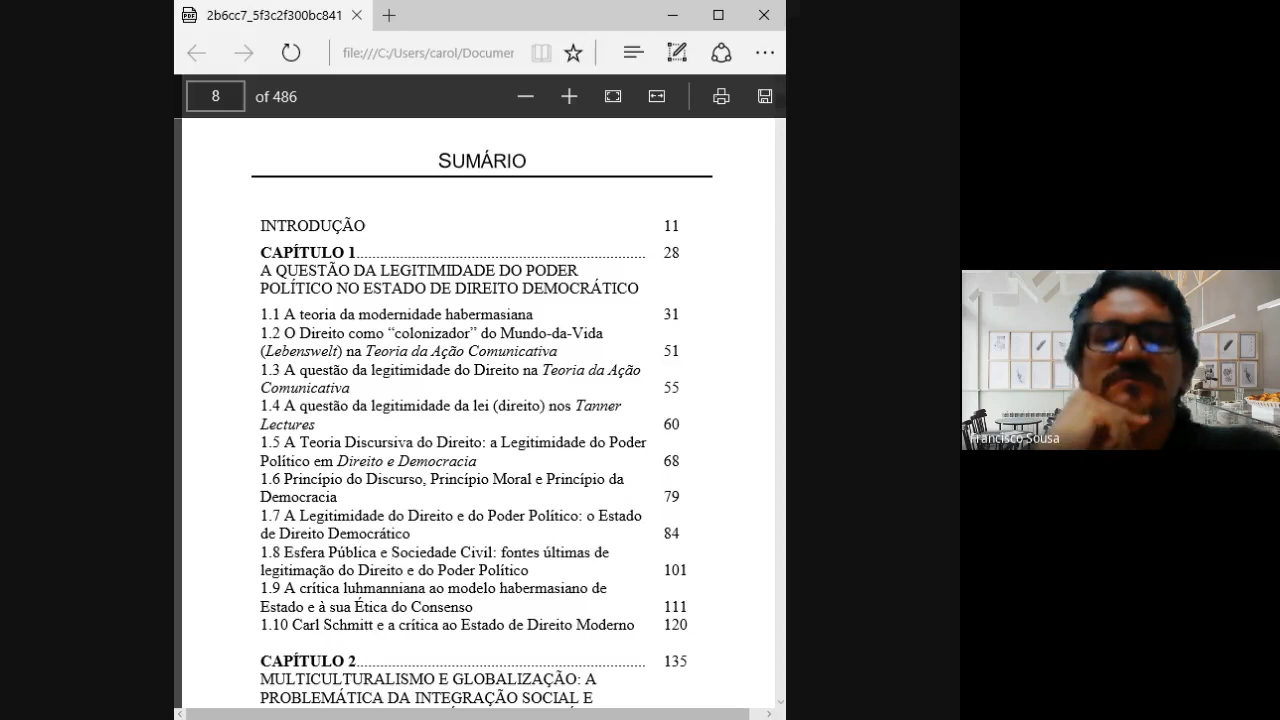 2b6cc7_5f3c2f300bc841
file:///C:/Users/carol/Documer
8 of 486
SUMÁRIO
INTRODUÇÃO 11
CAPÍTULO 1........................................................................ 28
A QUESTÃO DA LEGITIMIDADE DO PODER
POLÍTICO NO ESTADO DE DIREITO DEMOCRÁTICO
1.1 A teoria da modernidade habermasiana 31
1.2 O Direito como “colonizador” do Mundo-da-Vida
(Lebenswelt) na Teoria da Ação Comunicativa 51
1.3 A questão da legitimidade do Direito na Teoria da Ação
Comunicativa 55
1.4 A questão da legitimidade da lei (direito) nos Tanner
Lectures 60
1.5 A Teoria Discursiva do Direito: a Legitimidade do Poder
Político em Direito e Democracia 68
1.6 Princípio do Discurso, Princípio Moral e Princípio da
Democracia 79
1.7 A Legitimidade do Direito e do Poder Político: o Estado
de Direito Democrático 84
1.8 Esfera Pública e Sociedade Civil: fontes últimas de
legitimação do Direito e do Poder Político 101
1.9 A crítica luhmanniana ao modelo habermasiano de
Estado e à sua Ética do Consenso 111
1.10 Carl Schmitt e a crítica ao Estado de Direito Moderno 120
CAPÍTULO 2........................................................................ 135
MULTICULTURALISMO E GLOBALIZAÇÃO: A
PROBLEMÁTICA DA INTEGRAÇÃO SOCIAL E
Francisco Sousa